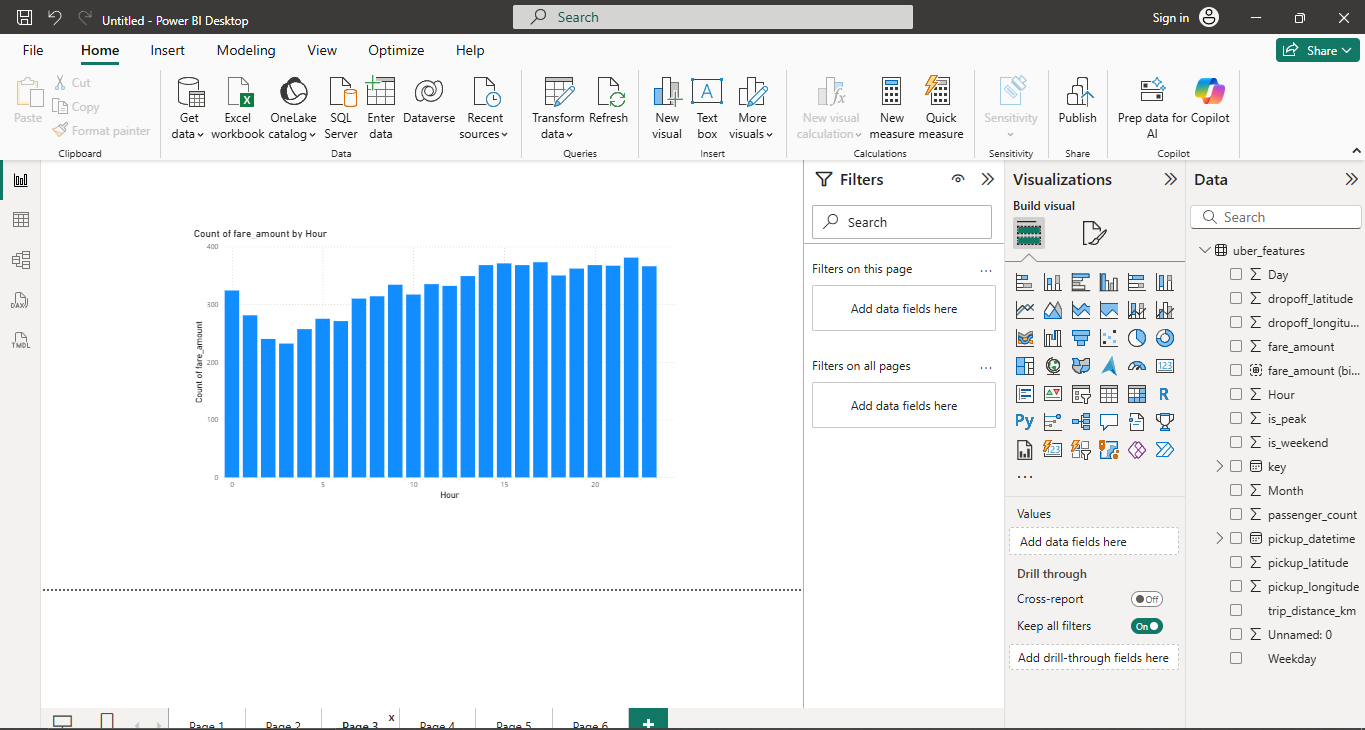 Untitled - Power BI Desktop
Search
Sign in
File Home Insert Modeling View Optimize Help
Share
Paste
Cut
Copy
Format painter
Clipboard
Get data
Excel workbook
OneLake catalog
SQL Server
Enter data
Dataverse
Recent sources
Data
Transform data
Refresh
Queries
New visual
Text box
More visuals
Insert
New visual calculation
New measure
Quick measure
Calculations
Sensitivity
Sensitivity
Publish
Share
Prep data for AI
Copilot
Copilot
DAX
TMDL
Count of fare_amount by Hour
400
300
200
100
0
Count of fare_amount
0 5 10 15 20
Hour
Filters
Search
Filters on this page
...
Add data fields here
Filters on all pages
...
Add data fields here
Visualizations
Build visual
123
R
Py
123
...
Values
Add data fields here
Drill through
Cross-report
Off
Keep all filters
On
Add drill-through fields here
Data
Search
uber_features
Day
dropoff_latitude
dropoff_longitu...
fare_amount
fare_amount (bi...
Hour
is_peak
is_weekend
key
Month
passenger_count
pickup_datetime
pickup_latitude
pickup_longitude
trip_distance_km
Unnamed: 0
Weekday
Page 1
Page 2
Page 3
x
Page 4
Page 5
Page 6
+